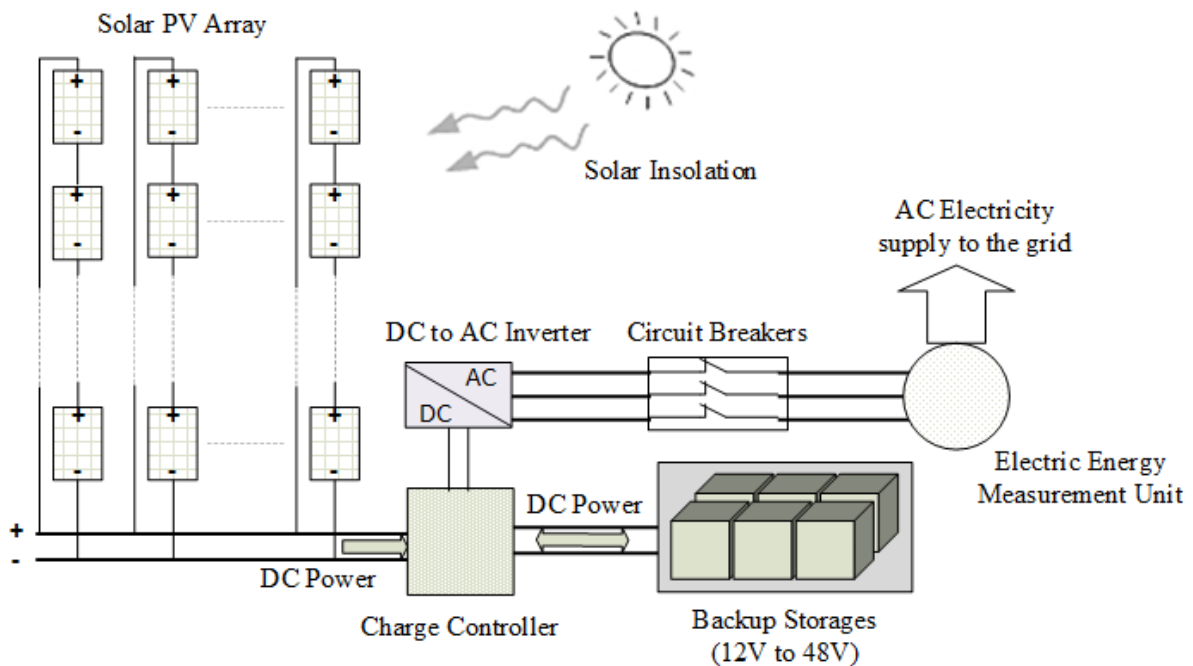 Solar PV Array
+ + +
- - -
+ + +
- - -
Solar Insolation
AC Electricity
supply to the grid
DC to AC Inverter
Circuit Breakers
AC
DC
+ + +
- - -
Electric Energy
Measurement Unit
+
-
DC Power
DC Power
Charge Controller
Backup Storages
(12V to 48V)